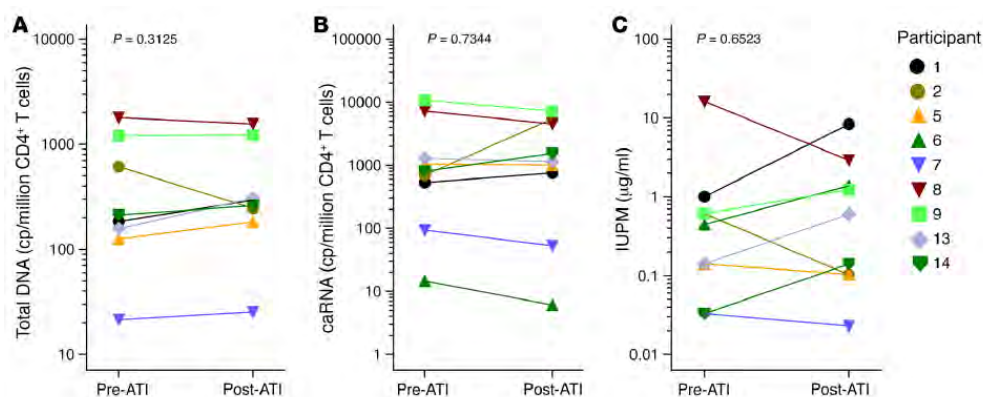 A
P = 0.3125
Total DNA (cp/million CD4⁺ T cells)
10000
1000
100
10
Pre-ATI
Post-ATI
B
P = 0.7344
caRNA (cp/million CD4⁺ T cells)
100000
10000
1000
100
10
1
Pre-ATI
Post-ATI
C
P = 0.6523
IUPM (µg/ml)
100
10
1
0.1
0.01
Pre-ATI
Post-ATI
Participant
1
2
5
6
7
8
9
13
14